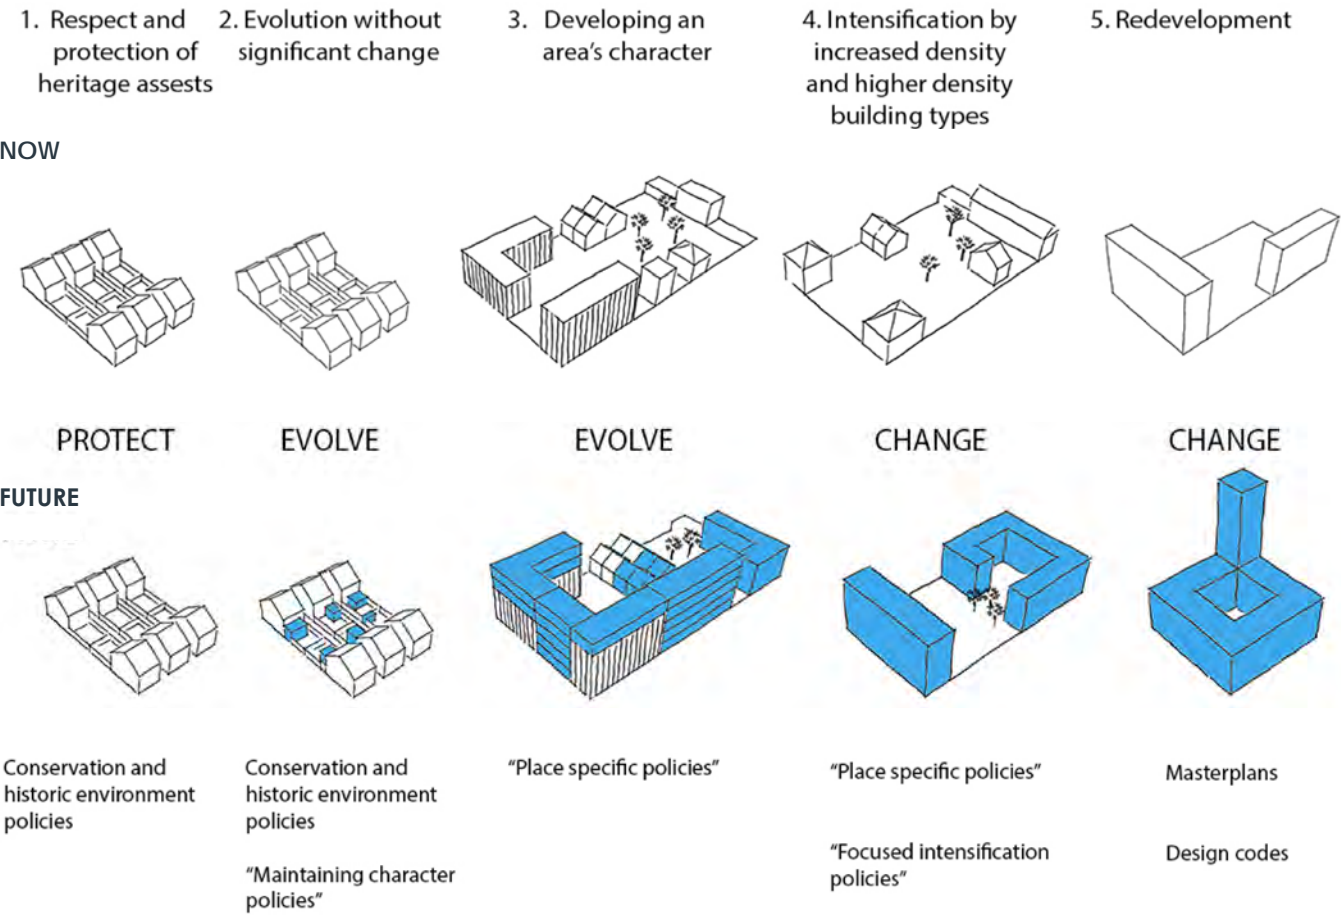 1. Respect and
protection of
heritage assests
2. Evolution without
significant change
3. Developing an
area's character
4. Intensification by
increased density
and higher density
building types
5. Redevelopment
NOW
PROTECT
EVOLVE
EVOLVE
CHANGE
CHANGE
FUTURE
Conservation and
historic environment
policies
Conservation and
historic environment
policies
“Maintaining character
policies”
“Place specific policies”
“Place specific policies”
“Focused intensification
policies”
Masterplans
Design codes